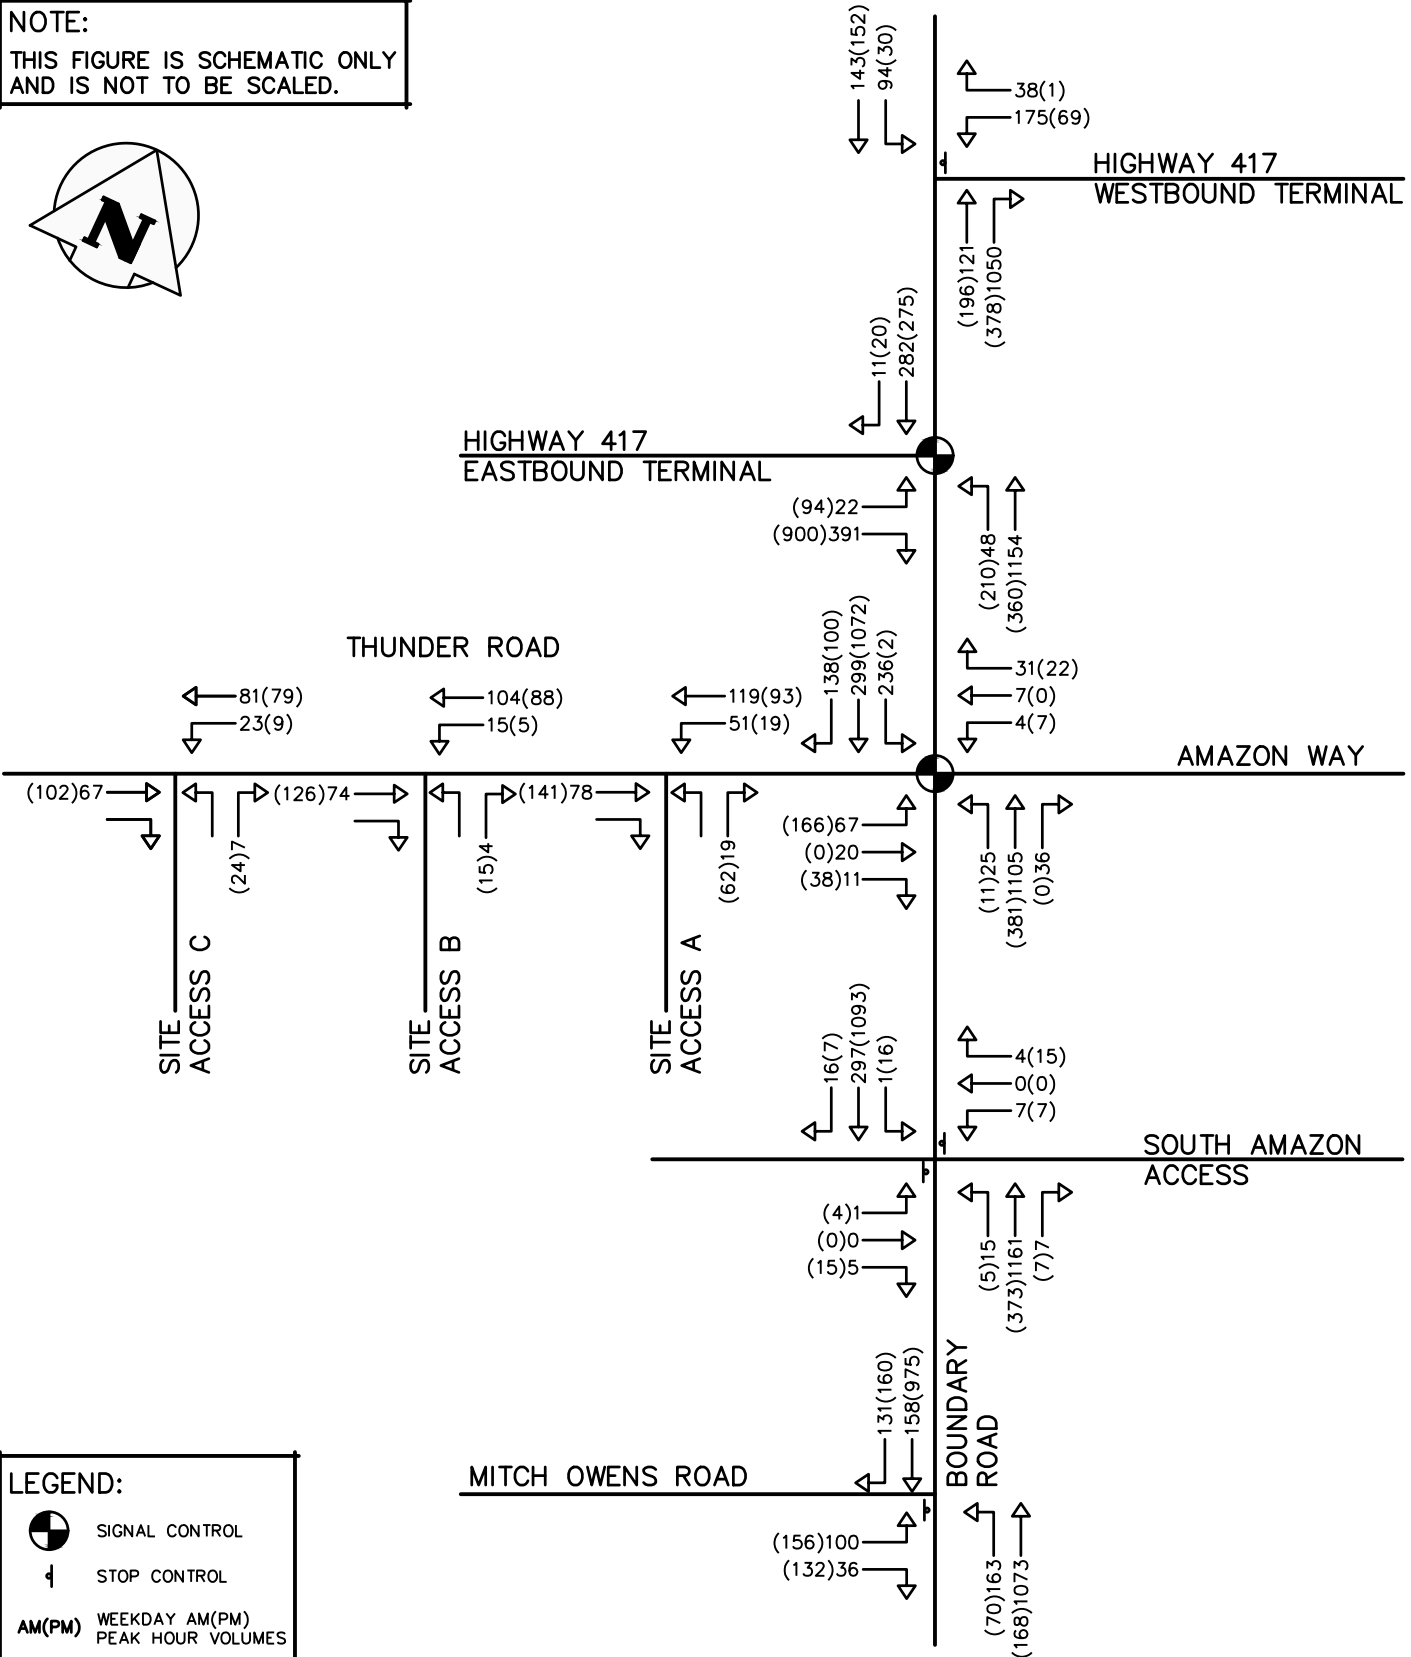 NOTE:
THIS FIGURE IS SCHEMATIC ONLY
AND IS NOT TO BE SCALED.
N
143(152)
94(30)
38(1)
175(69)
HIGHWAY 417
WESTBOUND TERMINAL
(196)121
(378)1050
11(20)
282(275)
HIGHWAY 417
EASTBOUND TERMINAL
(94)22
(900)391
(210)48
(360)1154
THUNDER ROAD
138(100)
299(1072)
236(2)
31(22)
7(0)
4(7)
81(79)
23(9)
104(88)
15(5)
119(93)
51(19)
AMAZON WAY
(102)67
(24)7
(126)74
(15)4
(141)78
(62)19
(166)67
(0)20
(38)11
(11)25
(381)1105
(0)36
SITE
ACCESS C
SITE
ACCESS B
SITE
ACCESS A
16(7)
297(1093)
1(16)
4(15)
0(0)
7(7)
SOUTH AMAZON
ACCESS
(4)1
(0)0
(15)5
(5)15
(373)1161
(7)7
BOUNDARY
ROAD
131(160)
158(975)
MITCH OWENS ROAD
(156)100
(132)36
(70)163
(168)1073
LEGEND:
SIGNAL CONTROL
STOP CONTROL
AM(PM) WEEKDAY AM(PM)
PEAK HOUR VOLUMES